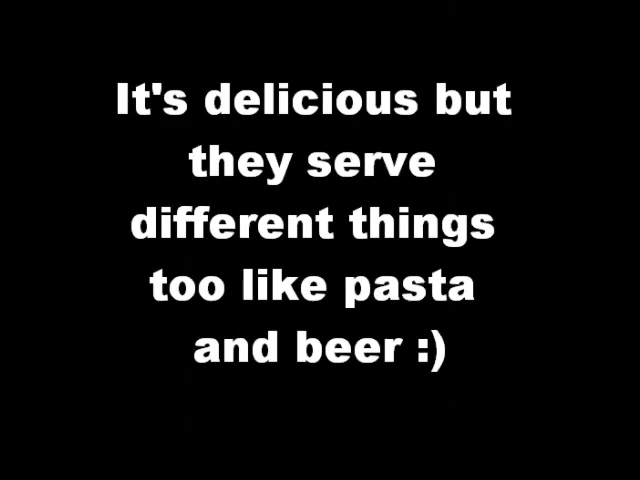 It's delicious but
they serve
different things
too like pasta
and beer :)